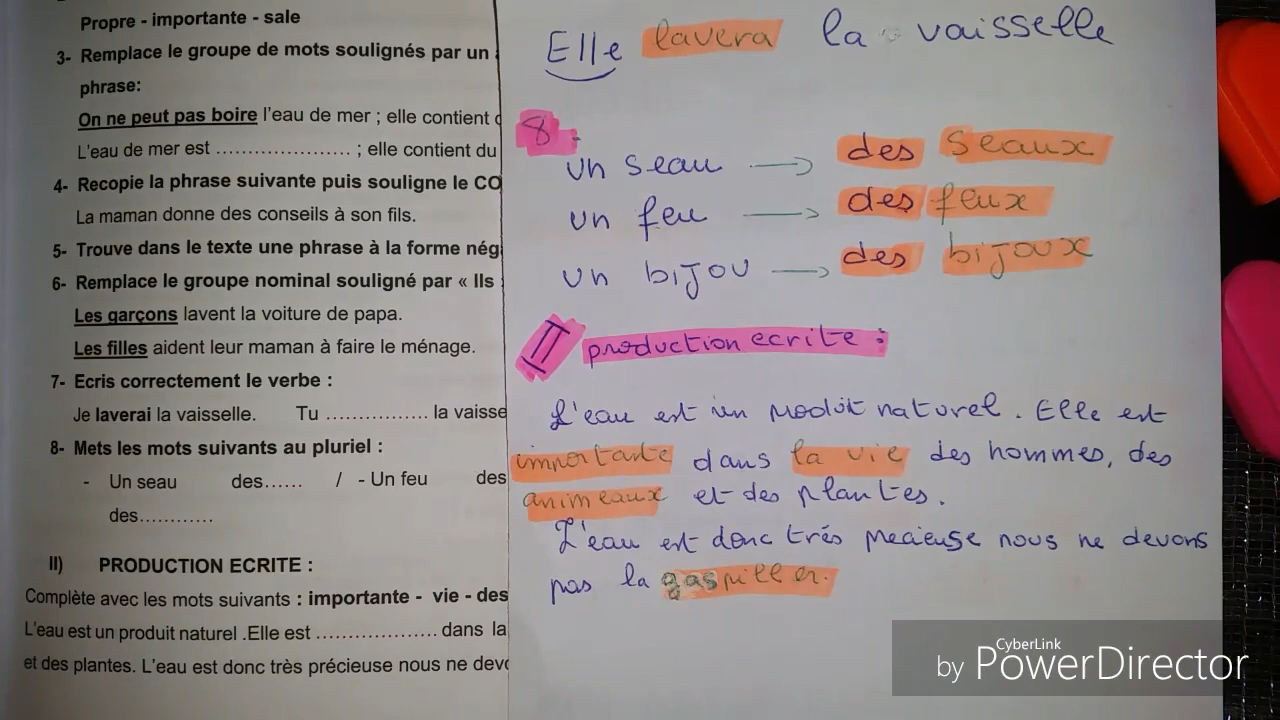 Propre - importante - sale
3- Remplace le groupe de mots soulignés par un
phrase:
On ne peut pas boire l'eau de mer ; elle contient
L'eau de mer est ..................... ; elle contient du
4- Recopie la phrase suivante puis souligne le CO
La maman donne des conseils à son fils.
5- Trouve dans le texte une phrase à la forme nég
6- Remplace le groupe nominal souligné par « Ils
Les garçons lavent la voiture de papa.
Les filles aident leur maman à faire le ménage.
7- Ecris correctement le verbe :
Je laverai la vaisselle. Tu ................ la vaisse
8- Mets les mots suivants au pluriel :
- Un seau des...... / - Un feu des
des............
II) PRODUCTION ECRITE :
Complète avec les mots suivants : importante - vie - des
L'eau est un produit naturel .Elle est ................... dans la
et des plantes. L'eau est donc très précieuse nous ne devo
Elle lavera la vaisselle
8.
un seau → des seaux
un feu → des feux
un bijou → des bijoux
II production ecrite :
L'eau est un produit naturel. Elle est
importante dans la vie des hommes, des
animeaux et des plantes.
L'eau est donc trés precieuse nous ne devons
pas la gaspiller.
CyberLink
by PowerDirector